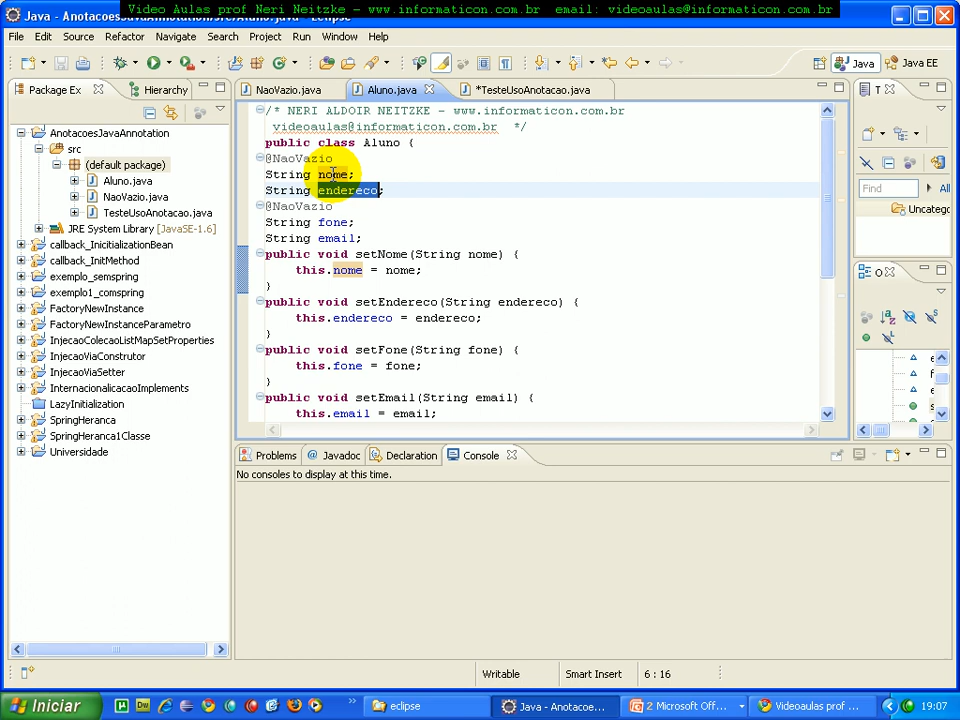 Video Aulas prof Neri Neitzke - www.informaticon.com.br email: videoaulas@informaticon.com.br
File Edit Source Refactor Navigate Search Project Run Window Help
Java
Java EE
Package Ex
Hierarchy
NaoVazio.java
Aluno.java
*TesteUsoAnotacao.java
T
AnotacoesJavaAnnotation
src
(default package)
Aluno.java
NaoVazio.java
TesteUsoAnotacao.java
JRE System Library [JavaSE-1.6]
callback_InicitializationBean
callback_InitMethod
exemplo_semspring
exemplo1_comspring
FactoryNewInstance
FactoryNewInstanceParametro
InjecaoColecaoListMapSetProperties
InjecaoViaConstrutor
InjecaoViaSetter
InternacionalicacaoImplements
LazyInitialization
SpringHeranca
SpringHeranca1Classe
Universidade
/* NERI ALDOIR NEITZKE - www.informaticon.com.br
videoaulas@informaticon.com.br */
public class Aluno {
@NaoVazio
String nome;
String endereco;
@NaoVazio
String fone;
String email;
public void setNome(String nome) {
this.nome = nome;
}
public void setEndereco(String endereco) {
this.endereco = endereco;
}
public void setFone(String fone) {
this.fone = fone;
}
public void setEmail(String email) {
this.email = email;
Find
All
Uncatego
O
Problems
@ Javadoc
Declaration
Console
No consoles to display at this time.
Writable
Smart Insert
6 : 16
Iniciar
eclipse
Java - Anotacoe...
2 Microsoft Off...
Videoaulas prof ...
19:07